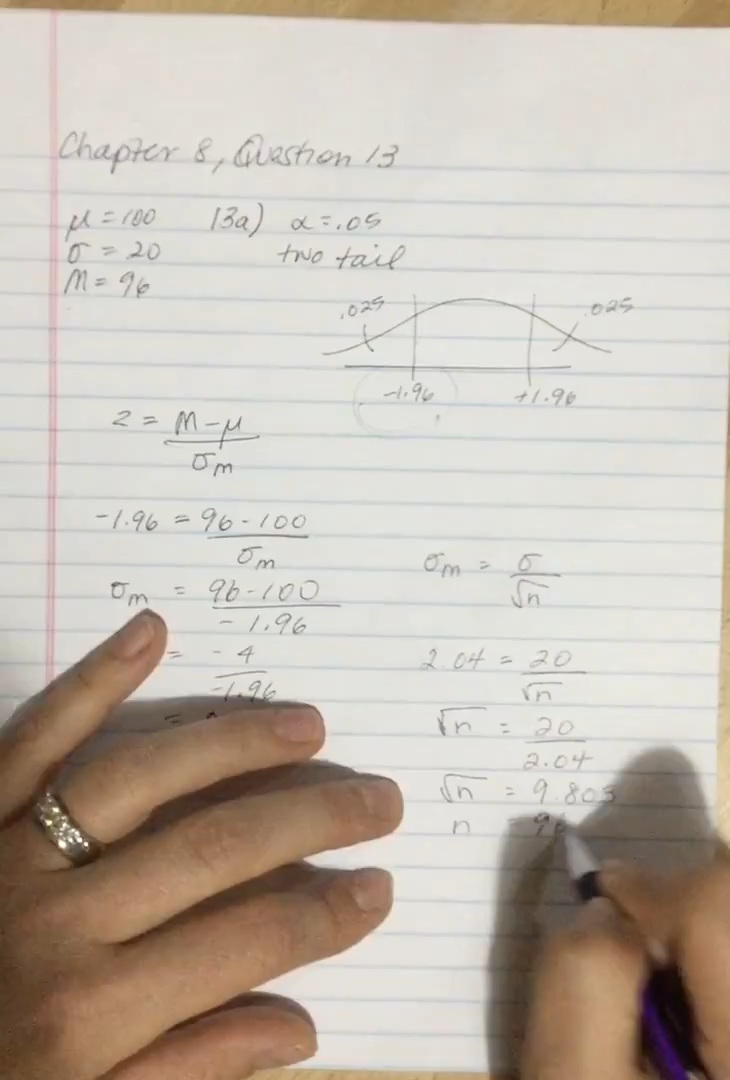 Chapter 8, Question 13
μ = 100 13a) α = .05
σ = 20 two tail
M = 96
.025 .025
-1.96 +1.96
z = M - μ / σm
-1.96 = 96 - 100 / σm
σm = σ / √n
σm = 96 - 100 / -1.96
= -4 / -1.96
=
2.04 = 20 / √n
√n = 20 / 2.04
√n = 9.803
n = 96